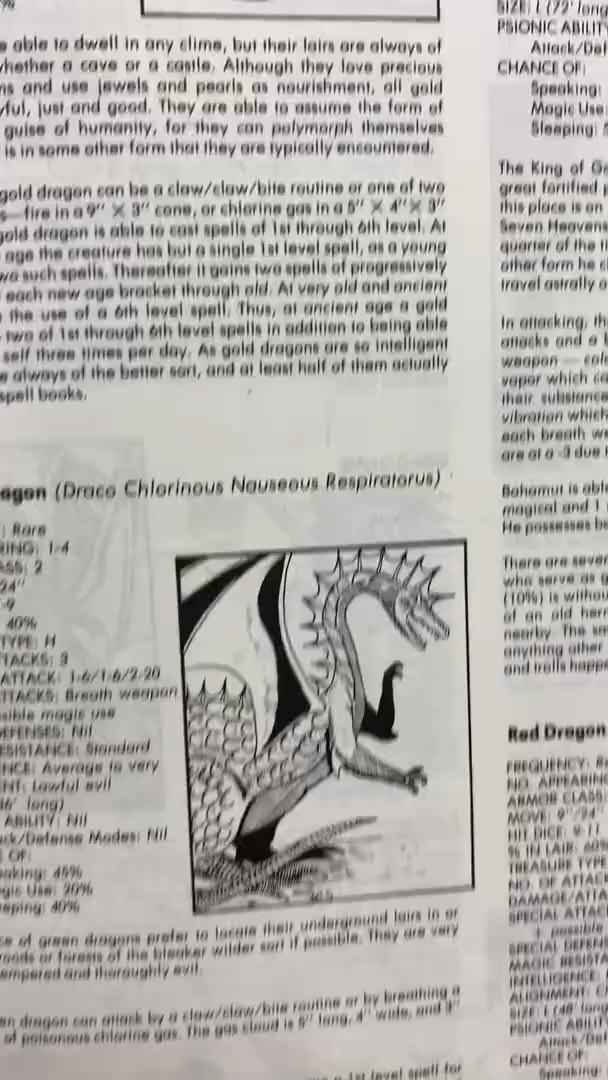 able to dwell in any clime, but their lairs are always of
whether a cave or a castle. Although they love precious
and use jewels and pearls as nourishment, all gold
just and good. They are able to assume the form of
guise of humanity, for they can polymorph themselves
is in some other form that they are typically encountered.
gold dragon can be a claw/claw/bite routine or one of two
fire in a 9" X 3" cone, or chlorine gas in a 5" X 4" X 3"
gold dragon is able to cast spells of 1st through 6th level. At
age the creature has but a single 1st level spell, as a young
such spells. Thereafter it gains two spells of progressively
each new age bracket through old. At very old and ancient
the use of a 6th level spell. Thus, at ancient age a gold
two of 1st through 6th level spells in addition to being able
self three times per day. As gold dragons are so intelligent
always of the better sort, and at least half of them actually
spell books.
agon (Draco Chlorinous Nauseous Respiratorus)
: Rare
RING: 1-4
ASS: 2
24"
-9
40%
TYPE: H
TACKS: 3
ATTACK: 1-6/1-6/2-20
TTACKS: Breath weapon
sible magic use
DEFENSES: Nil
ESISTANCE: Standard
NCE: Average to very
NT: Lawful evil
36' long)
ABILITY: Nil
ck/Defense Modes: Nil
OF:
eaking: 45%
gic Use: 20%
eeping: 40%
of green dragons prefer to locate their underground lairs in or
woods or forests of the bleaker wilder sort if possible. They are very
tempered and thoroughly evil.
en dragon can attack by a claw/claw/bite routine or by breathing a
of poisonous chlorine gas. The gas cloud is 5" long, 4" wide, and 3"
a 1st level spell for
SIZE: L (72' long
PSIONIC ABILITY
Attack/Def
CHANCE OF:
Speaking:
Magic Use
Sleeping:
The King of G
great fortified
this place is on
Seven Heavens
quarter of the
other form he
travel astrally o
In attacking, th
attacks and a b
weapon — col
vapor which ca
their substance
vibration which
each breath w
are at a -3 due
Bahamut is able
magical and 1
He possesses b
There are seve
who serve as g
(10%) is withou
of an old her
nearby. The sa
anything other
and trolls happ
Red Dragon
FREQUENCY: R
NO. APPEARIN
ARMOR CLASS:
MOVE: 9"/24"
HIT DICE: 9-11
% IN LAIR: 60%
TREASURE TYPE
NO. OF ATTACK
DAMAGE/ATTA
SPECIAL ATTAC
+ possible
SPECIAL DEFEN
MAGIC RESISTA
INTELLIGENCE:
ALIGNMENT: C
SIZE: L (48' long
PSIONIC ABILIT
Attack/Def
CHANCE OF:
Speaking: